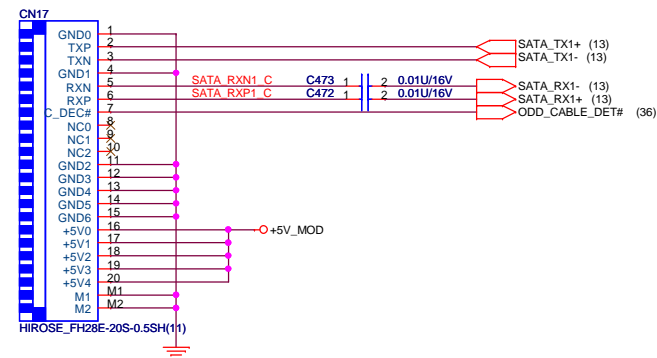 CN17
GND0 1
TXP 2 SATA_TX1+ (13)
TXN 3 SATA_TX1- (13)
GND1 4
RXN 5 SATA_RXN1_C C473 1 2 0.01U/16V SATA_RX1- (13)
RXP 6 SATA_RXP1_C C472 1 2 0.01U/16V SATA_RX1+ (13)
C_DEC# 7 ODD_CABLE_DET# (36)
NC0 8
NC1 9
NC2 10
GND2 11
GND3 12
GND4 13
GND5 14
GND6 15
+5V0 16 +5V_MOD
+5V1 17
+5V2 18
+5V3 19
+5V4 20
M1 M1
M2 M2
HIROSE_FH28E-20S-0.5SH(11)